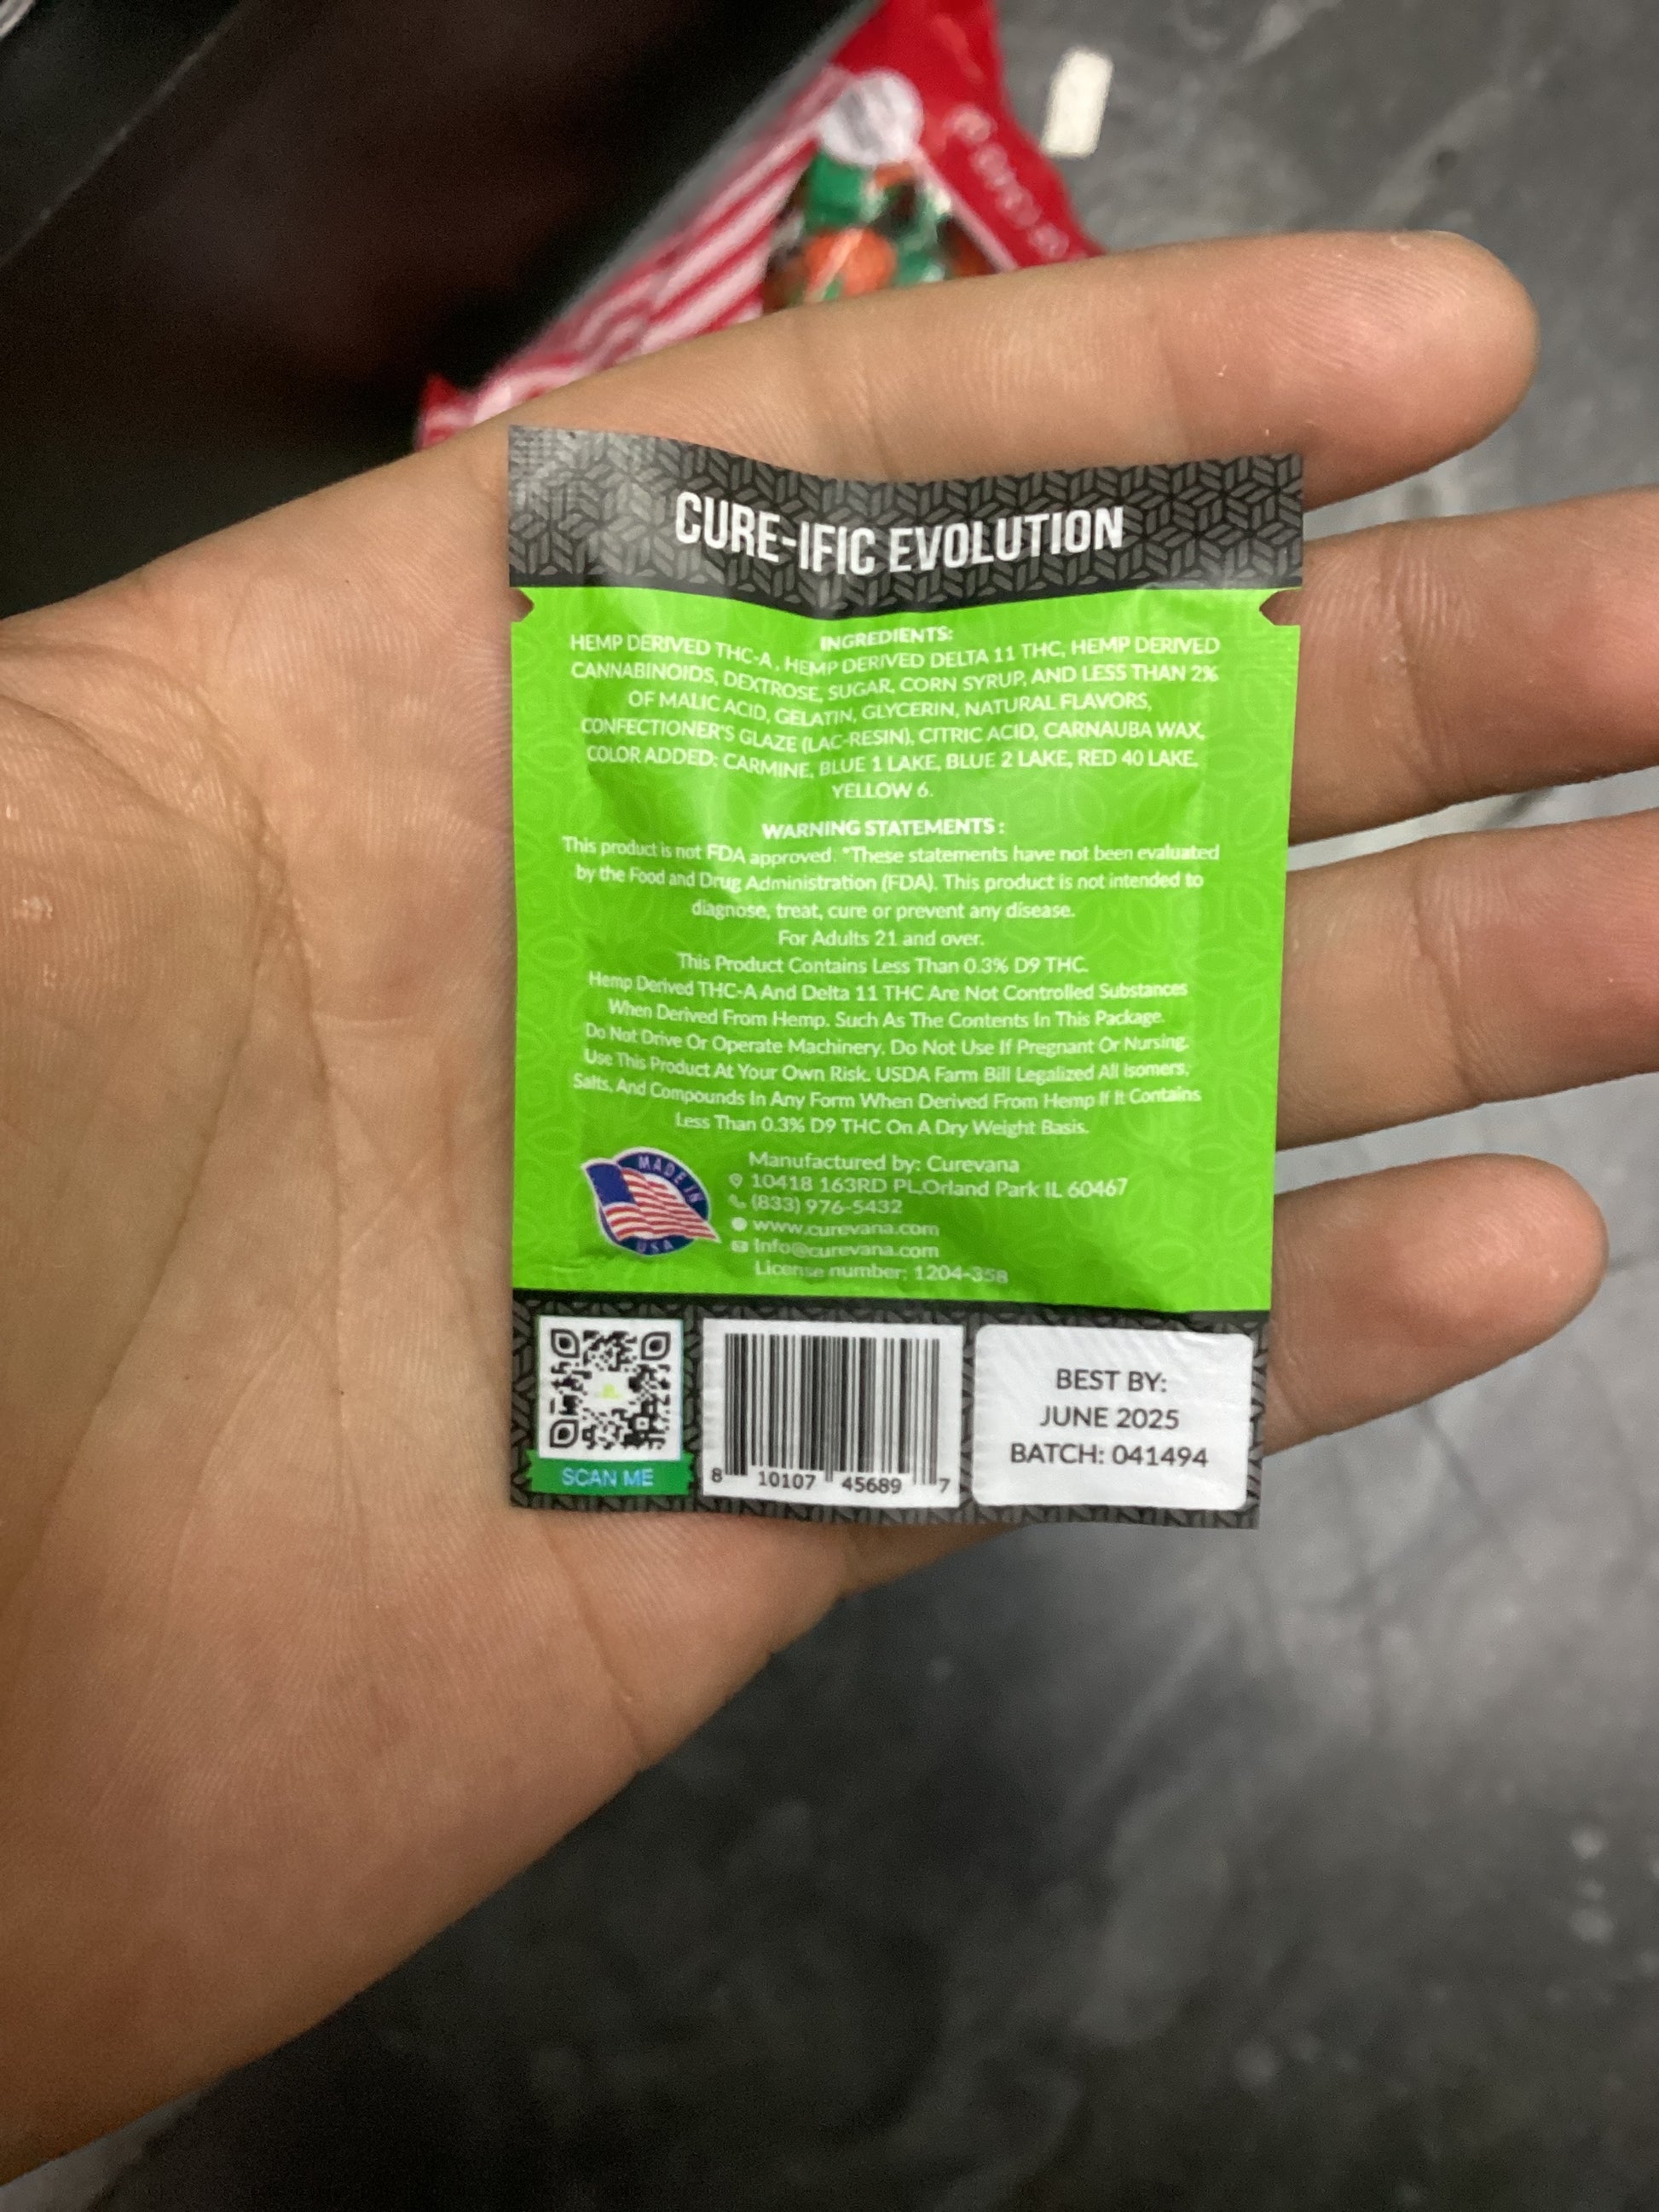 CURE-IFIC EVOLUTION
INGREDIENTS:
HEMP DERIVED THC-A , HEMP DERIVED DELTA 11 THC, HEMP DERIVED
CANNABINOIDS, DEXTROSE, SUGAR, CORN SYRUP, AND LESS THAN 2%
OF MALIC ACID, GELATIN, GLYCERIN, NATURAL FLAVORS,
CONFECTIONER'S GLAZE (LAC-RESIN), CITRIC ACID, CARNAUBA WAX,
COLOR ADDED: CARMINE, BLUE 1 LAKE, BLUE 2 LAKE, RED 40 LAKE,
YELLOW 6.
WARNING STATEMENTS :
This product is not FDA approved. *These statements have not been evaluated
by the Food and Drug Administration (FDA). This product is not intended to
diagnose, treat, cure or prevent any disease.
For Adults 21 and over.
This Product Contains Less Than 0.3% D9 THC.
Hemp Derived THC-A And Delta 11 THC Are Not Controlled Substances
When Derived From Hemp. Such As The Contents In This Package.
Do Not Drive Or Operate Machinery. Do Not Use If Pregnant Or Nursing.
Use This Product At Your Own Risk. USDA Farm Bill Legalized All Isomers,
Salts, And Compounds In Any Form When Derived From Hemp If It Contains
Less Than 0.3% D9 THC On A Dry Weight Basis.
MADE IN
USA
Manufactured by: Curevana
10418 163RD PL,Orland Park IL 60467
(833) 976-5432
www.curevana.com
Info@curevana.com
License number: 1204-358
SCAN ME
8 10107 45689 7
BEST BY:
JUNE 2025
BATCH: 041494